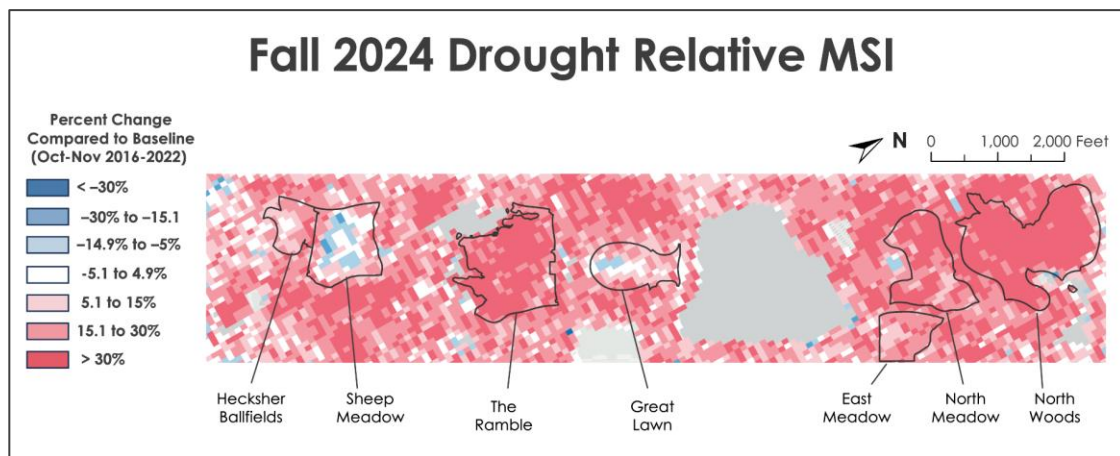 Fall 2024 Drought Relative MSI
Percent Change
Compared to Baseline
(Oct-Nov 2016-2022)
< –30%
–30% to –15.1
–14.9% to –5%
-5.1 to 4.9%
5.1 to 15%
15.1 to 30%
> 30%
N
0 1,000 2,000 Feet
Hecksher
Ballfields
Sheep
Meadow
The
Ramble
Great
Lawn
East
Meadow
North
Meadow
North
Woods